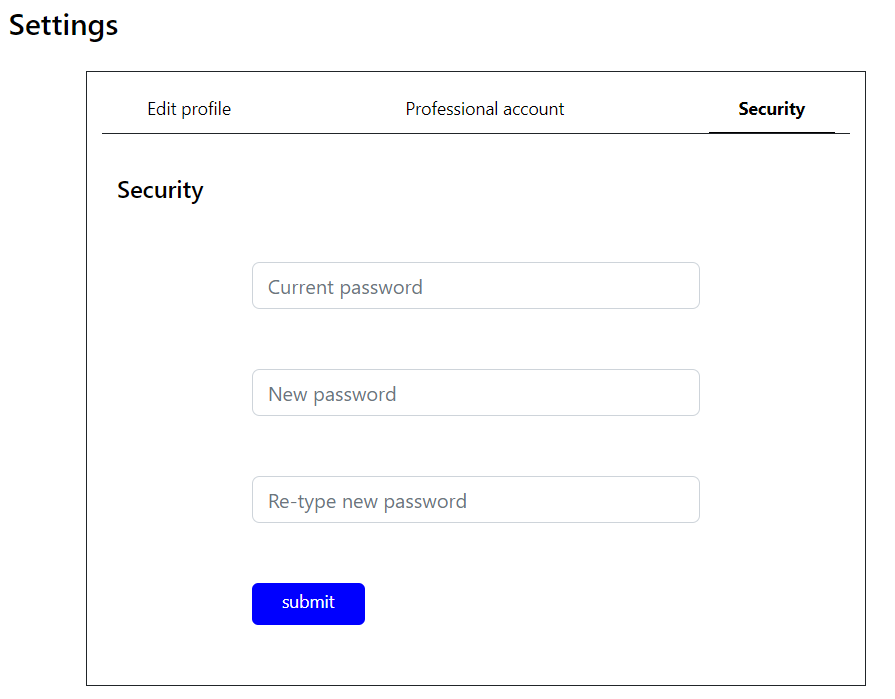 Settings
Edit profile Professional account Security
Security
Current password
New password
Re-type new password
submit